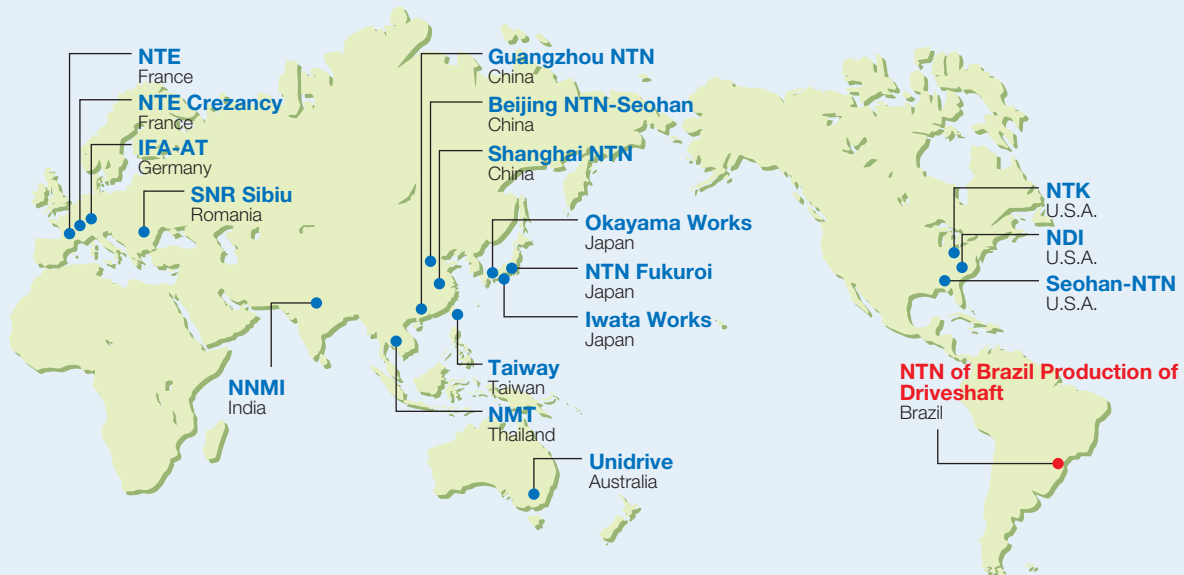 NTE
France
NTE Crezancy
France
IFA-AT
Germany
SNR Sibiu
Romania
NNMI
India
Guangzhou NTN
China
Beijing NTN-Seohan
China
Shanghai NTN
China
Okayama Works
Japan
NTN Fukuroi
Japan
Iwata Works
Japan
Taiway
Taiwan
NMT
Thailand
Unidrive
Australia
NTK
U.S.A.
NDI
U.S.A.
Seohan-NTN
U.S.A.
NTN of Brazil Production of
Driveshaft
Brazil